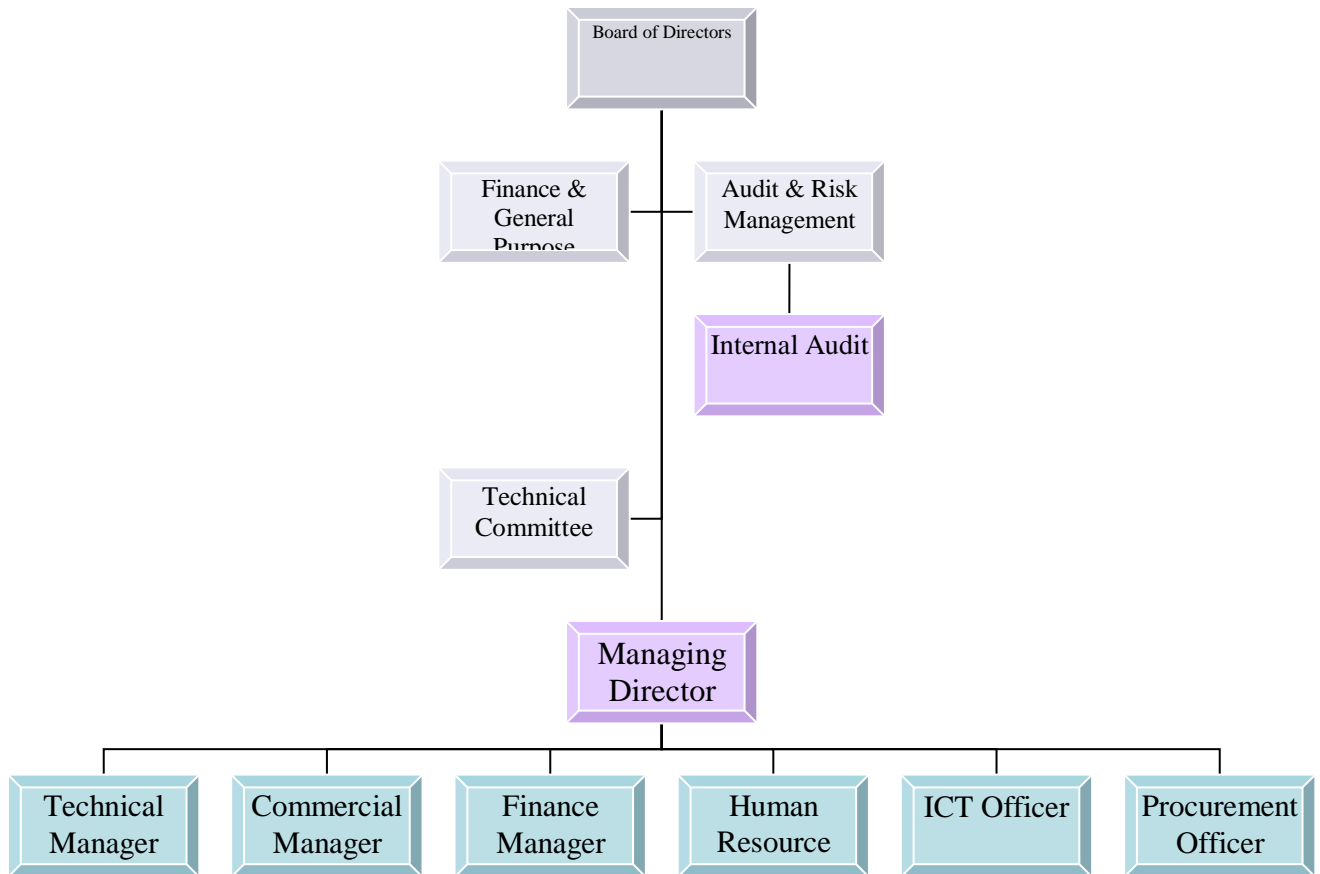 Board of Directors
Finance &
General
Purpose
Audit & Risk
Management
Internal Audit
Technical
Committee
Managing
Director
Technical
Manager
Commercial
Manager
Finance
Manager
Human
Resource
ICT Officer
Procurement
Officer